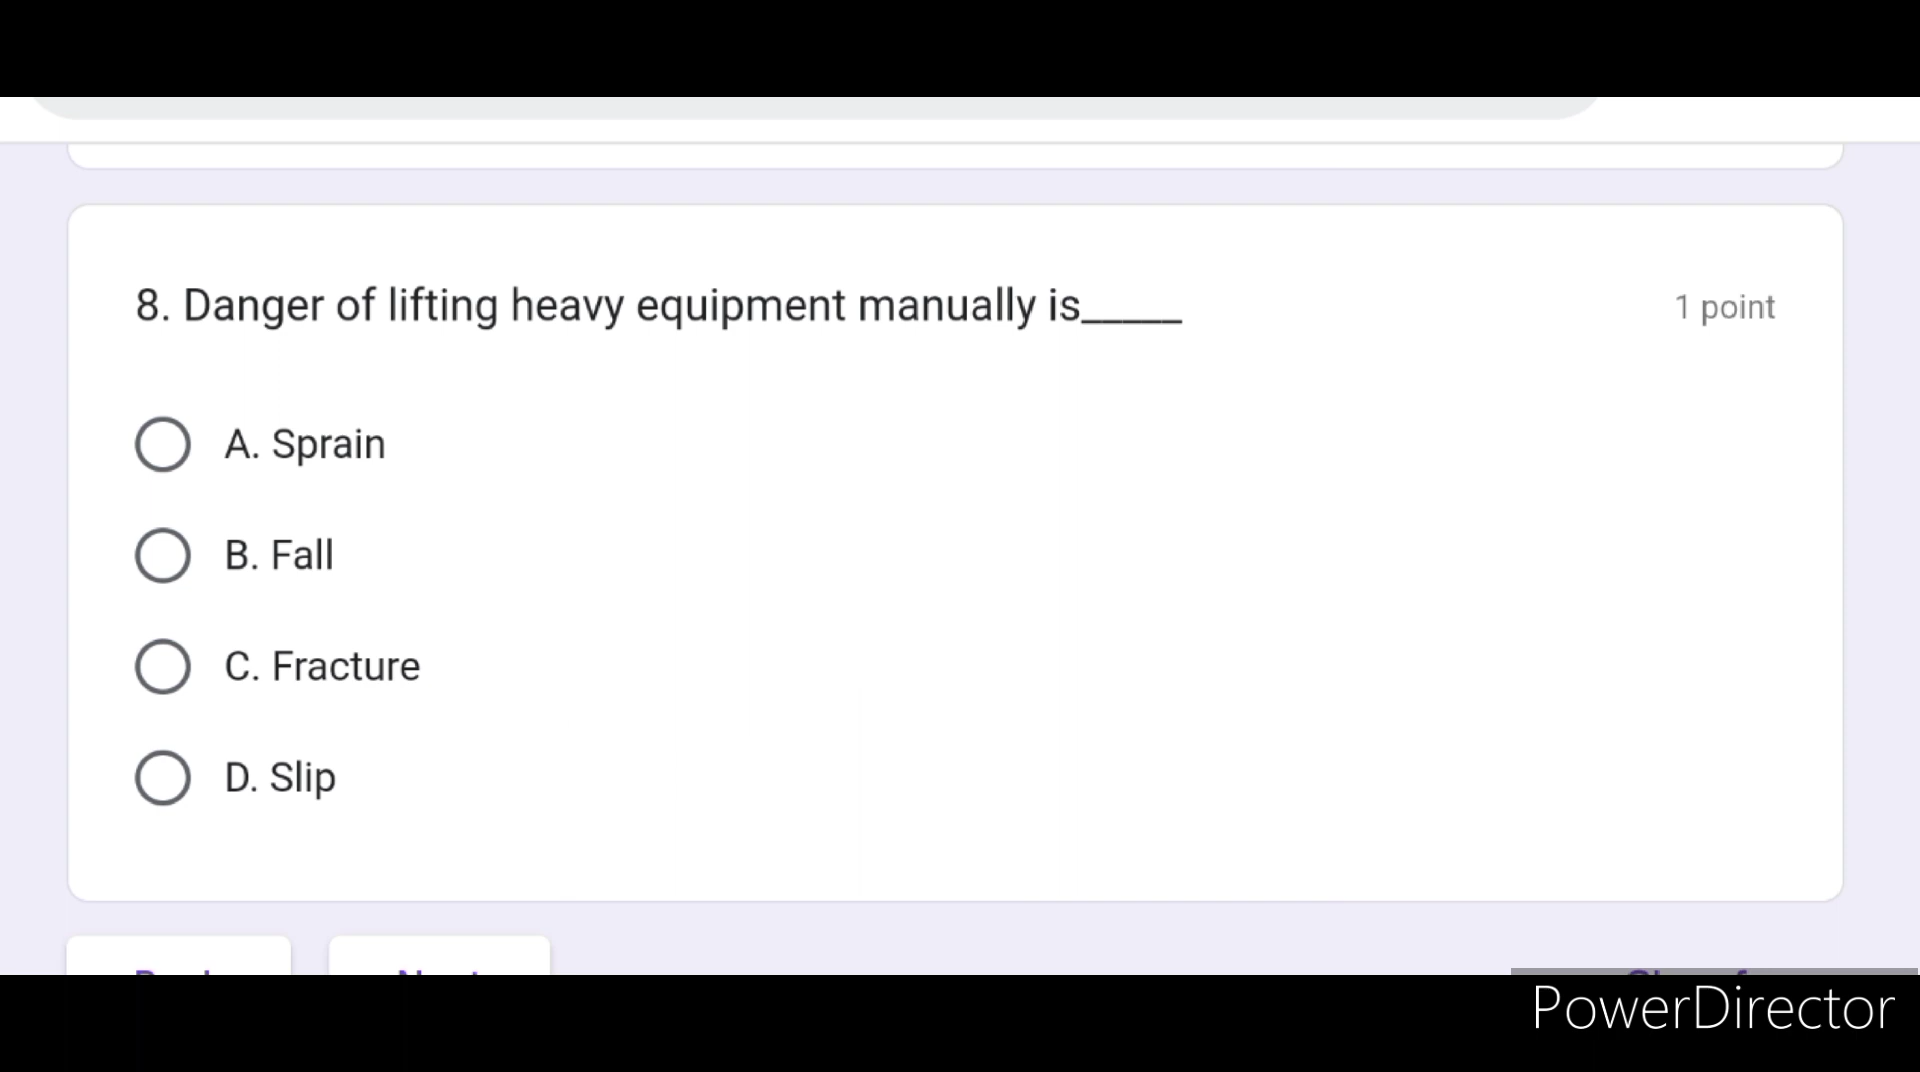 8. Danger of lifting heavy equipment manually is_____
1 point
A. Sprain
B. Fall
C. Fracture
D. Slip
PowerDirector